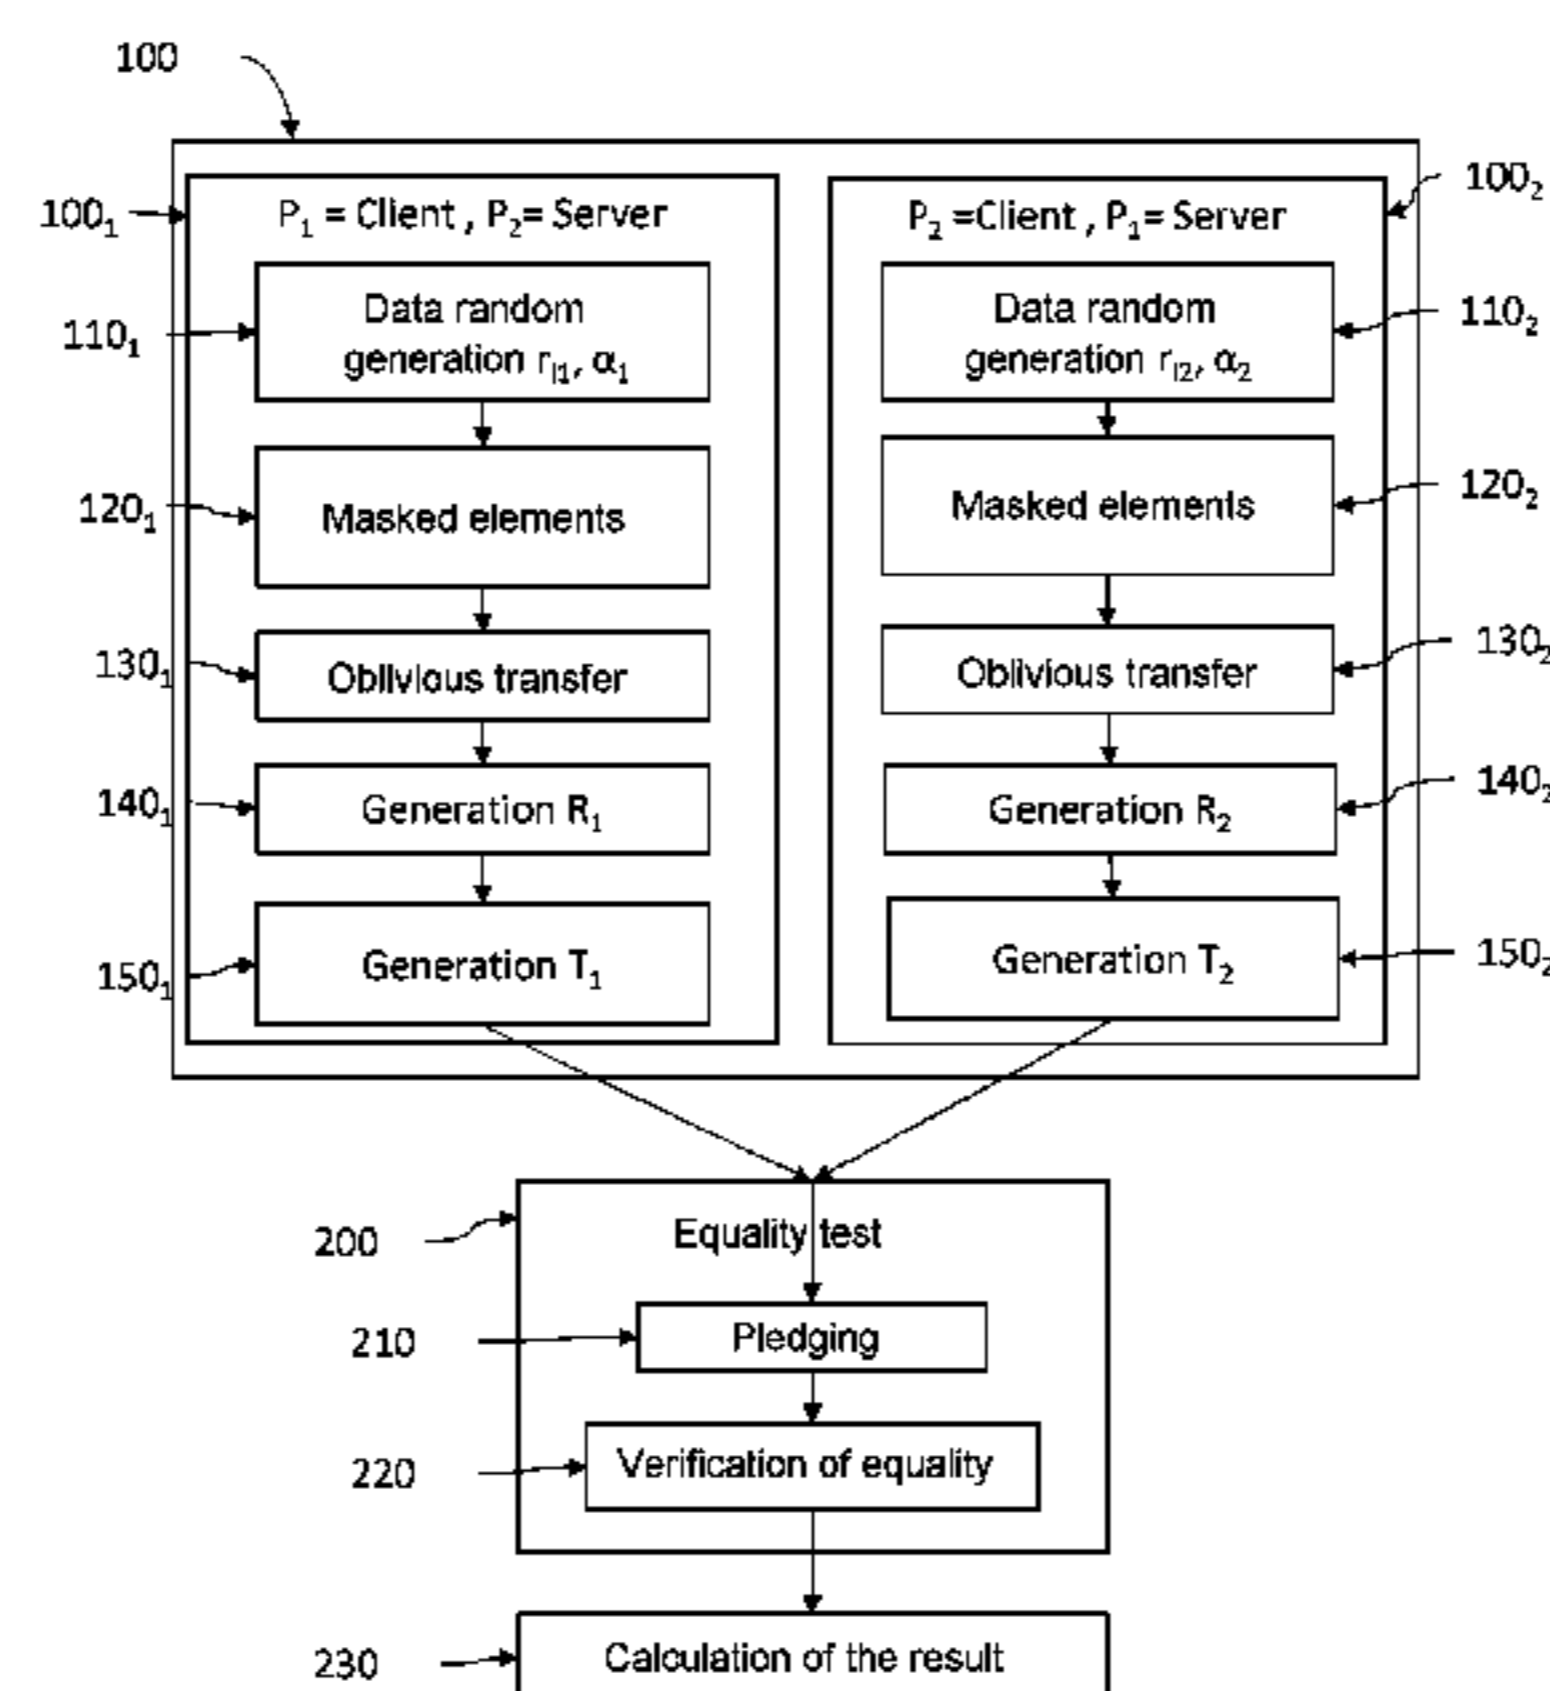 100
100₁
P₁ = Client , P₂= Server
100₂
P₂ =Client , P₁= Server
110₁
Data random
generation rᵢ₁, α₁
Data random
generation rᵢ₂, α₂
110₂
120₁
Masked elements
Masked elements
120₂
130₁
Oblivious transfer
Oblivious transfer
130₂
140₁
Generation R₁
Generation R₂
140₂
150₁
Generation T₁
Generation T₂
150₂
200
Equality test
210
Pledging
220
Verification of equality
230
Calculation of the result